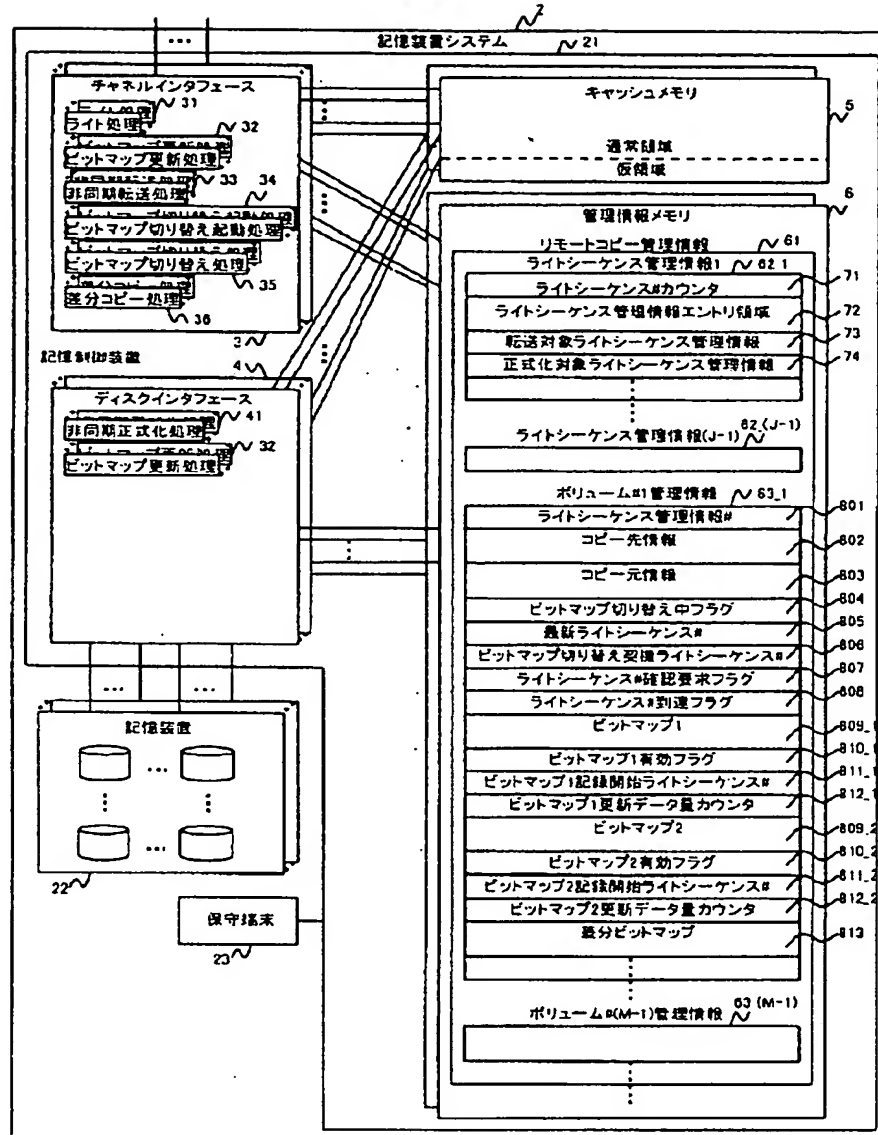 2
記憶装置システム 21
...
チャネルインタフェース
31
ライト処理
32
ビットマップ更新処理
33
非同期転送処理
34
ビットマップ切り替え起動処理
ビットマップ切り替え処理
35
差分コピー処理
36
3
記憶制御装置
4
ディスクインタフェース
41
非同期正式化処理
32
ビットマップ更新処理
...
...
記憶装置
...
...
22
保守端末
23
キャッシュメモリ
5
通常領域
仮領域
6
管理情報メモリ
リモートコピー管理情報 61
ライトシーケンス管理情報1 62_1
ライトシーケンス#カウンタ 71
ライトシーケンス管理情報エントリ領域 72
転送対象ライトシーケンス管理情報 73
正式化対象ライトシーケンス管理情報 74
ライトシーケンス管理情報(J-1) 62_(J-1)
ボリューム#1管理情報 63_1
ライトシーケンス管理情報# 801
コピー先情報 802
コピー元情報 803
ビットマップ切り替え中フラグ 804
最新ライトシーケンス# 805
ビットマップ切り替え契機ライトシーケンス# 806
ライトシーケンス#確認要求フラグ 807
ライトシーケンス#到達フラグ 808
ビットマップ1 809_1
ビットマップ1有効フラグ 810_1
ビットマップ1記録開始ライトシーケンス# 811_1
ビットマップ1更新データ量カウンタ 812_1
ビットマップ2 809_2
ビットマップ2有効フラグ 810_2
ビットマップ2記録開始ライトシーケンス# 811_2
ビットマップ2更新データ量カウンタ 812_2
差分ビットマップ 813
ボリューム#(M-1)管理情報 63 (M-1)